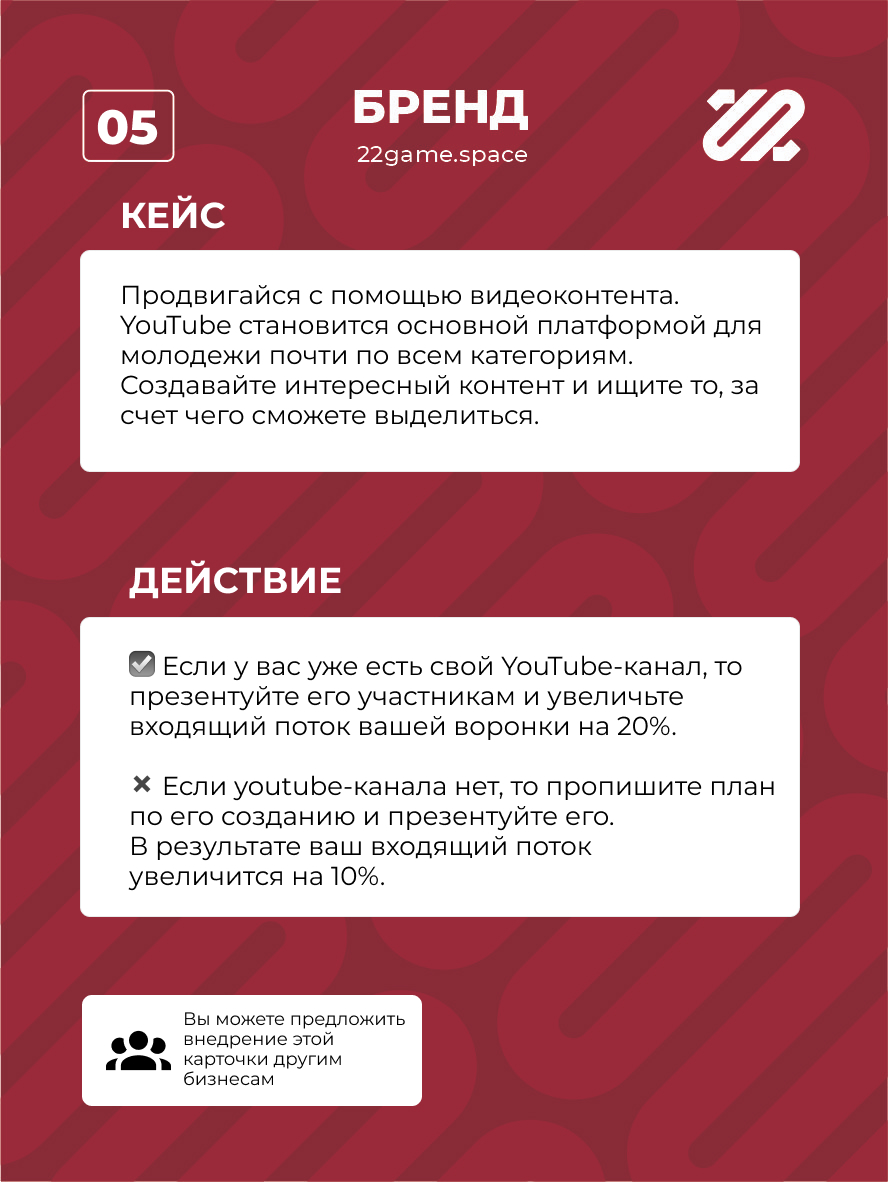 05
БРЕНД
22game.space
КЕЙС
Продвигайся с помощью видеоконтента.
YouTube становится основной платформой для
молодежи почти по всем категориям.
Создавайте интересный контент и ищите то, за
счет чего сможете выделиться.
ДЕЙСТВИЕ
Если у вас уже есть свой YouTube-канал, то
презентуйте его участникам и увеличьте
входящий поток вашей воронки на 20%.
Если youtube-канала нет, то пропишите план
по его созданию и презентуйте его.
В результате ваш входящий поток
увеличится на 10%.
Вы можете предложить
внедрение этой
карточки другим
бизнесам